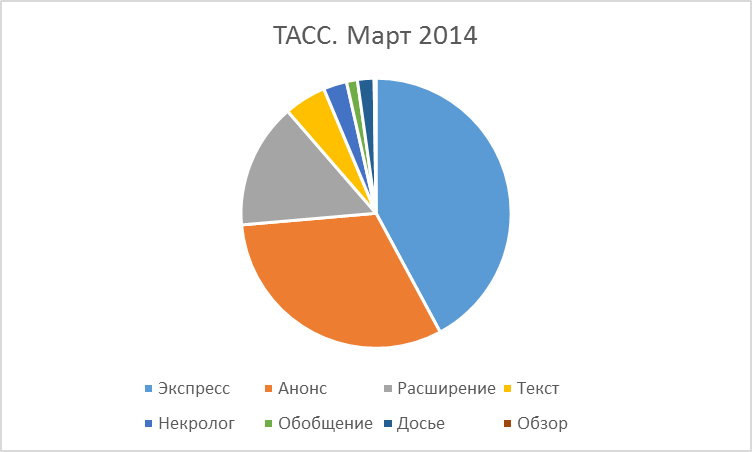 ТАСС. Март 2014
Экспресс Анонс Расширение Текст
Некролог Обобщение Досье Обзор